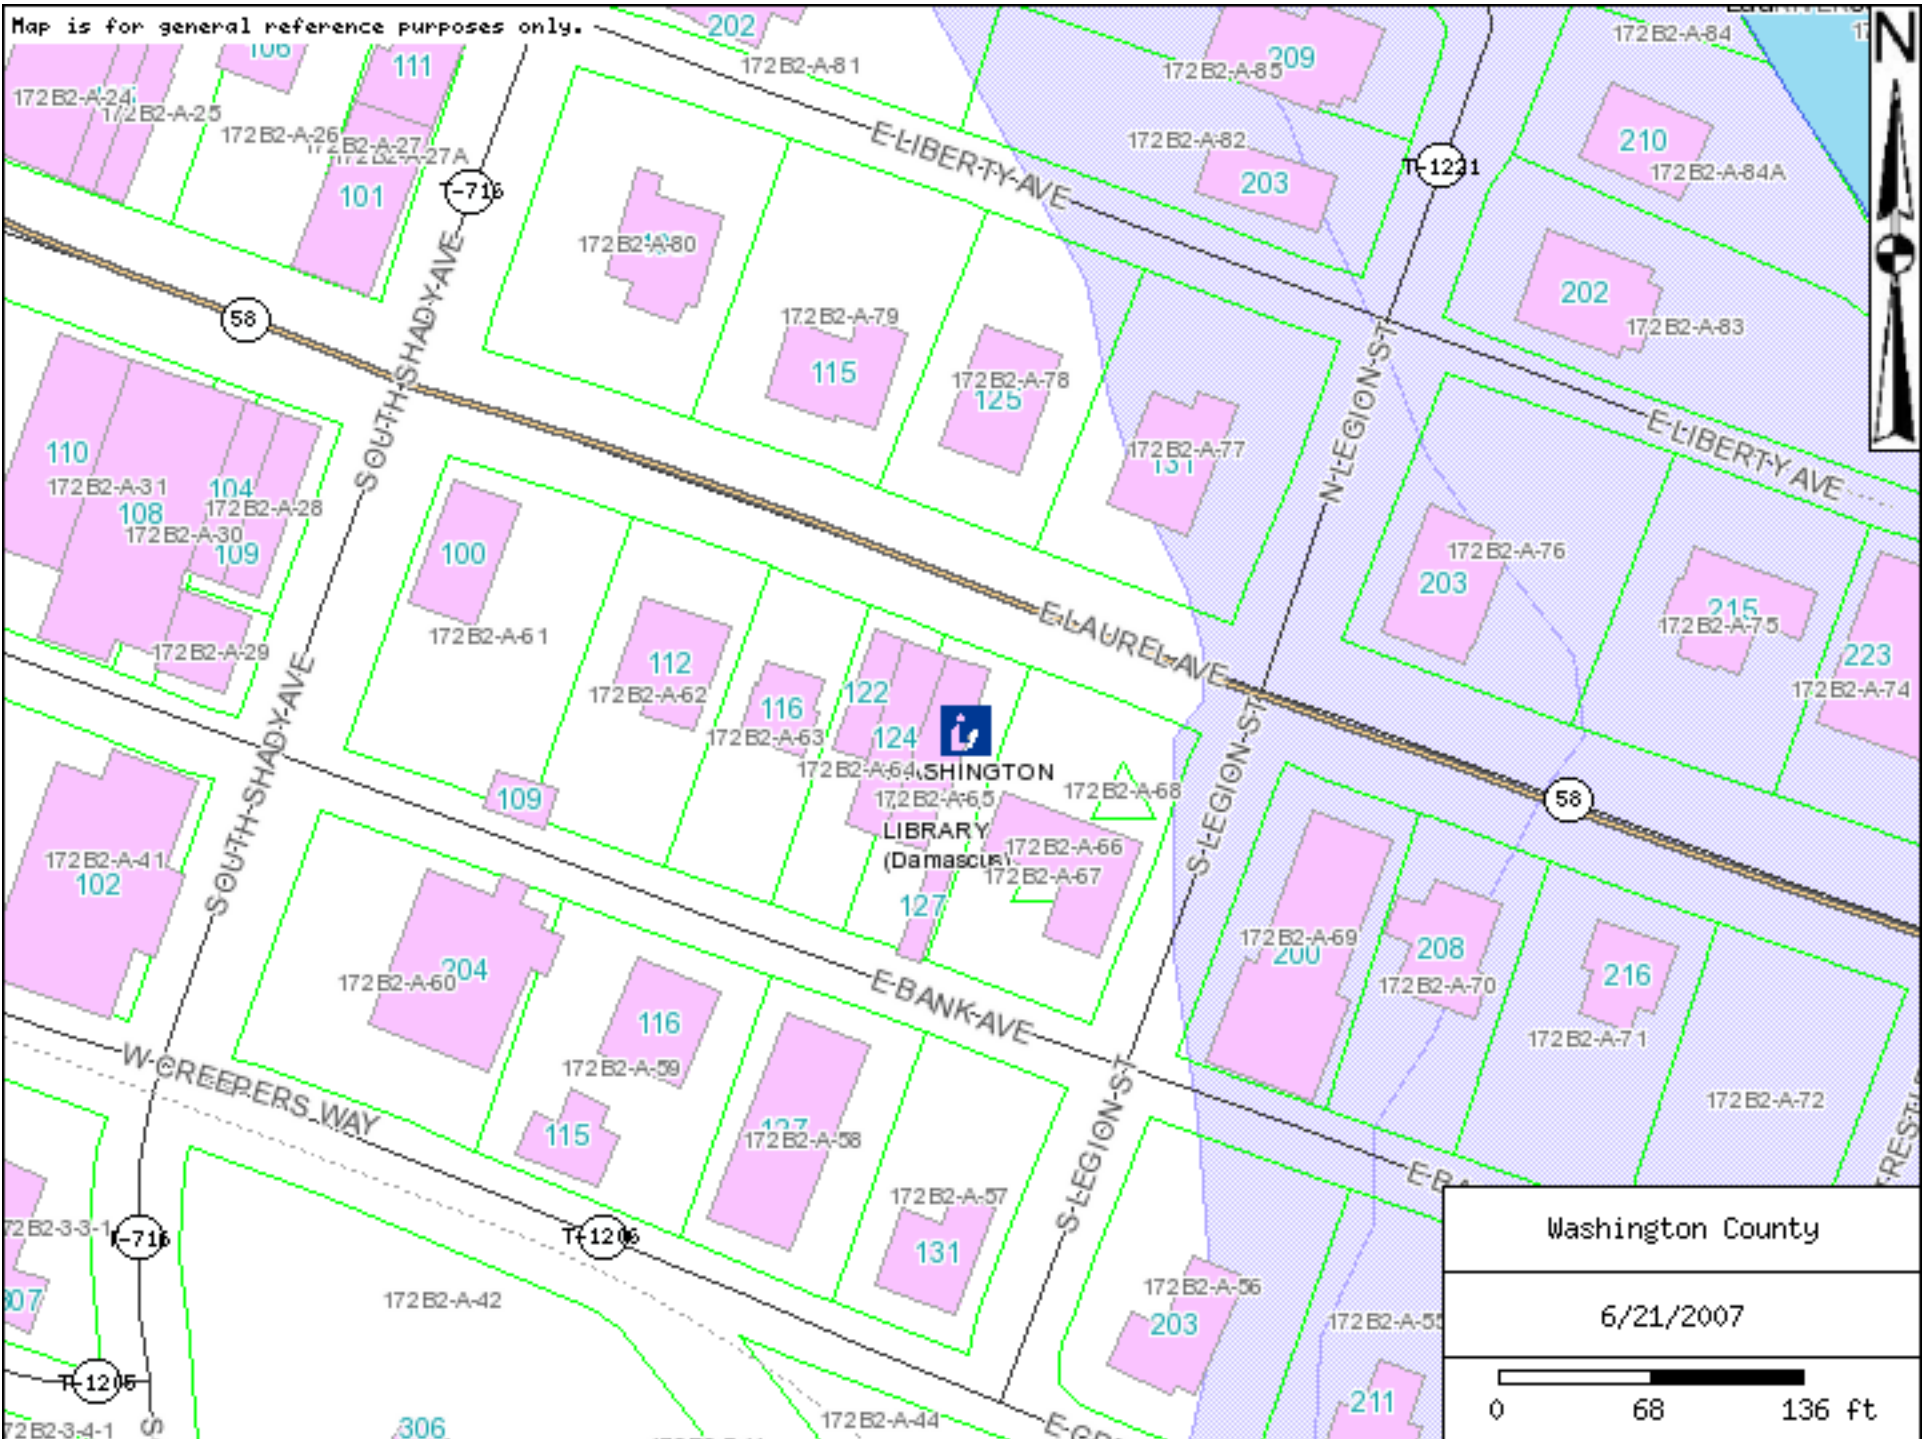 Map is for general reference purposes only.
202
172B2-A-81
209
172B2-A-85
172B2-A-84
N
106
111
172B2-A-24
172B2-A-25
172B2-A-26
172B2-A-27
172B2-A-27A
101
T-716
E LIBERTY AVE
172B2-A-82
203
T-1221
210
172B2-A-84A
172B2-A-80
SOUTH SHADY AVE
58
172B2-A-79
115
172B2-A-78
125
202
172B2-A-83
N LEGION ST
172B2-A-77
131
E LIBERTY AVE
110
172B2-A-31
104
172B2-A-28
108
172B2-A-30
109
100
172B2-A-61
172B2-A-76
203
215
172B2-A-75
223
172B2-A-74
E LAUREL AVE
172B2-A-29
112
172B2-A-62
116
172B2-A-63
122
124
172B2-A-64
172B2-A-65
LIBRARY
(Damascus)
127
172B2-A-68
172B2-A-66
172B2-A-67
S LEGION ST
58
SOUTH SHADY AVE
109
172B2-A-41
102
204
172B2-A-60
172B2-A-69
200
208
172B2-A-70
216
172B2-A-71
E BANK AVE
116
172B2-A-59
115
172B2-A-58
W CREEPERS WAY
172B2-A-72
S LEGION ST
172B2-A-57
131
T-1206
172B2-A-42
172B2-A-56
203
211
306
172B2-A-44
Washington County
6/21/2007
0 68 136 ft